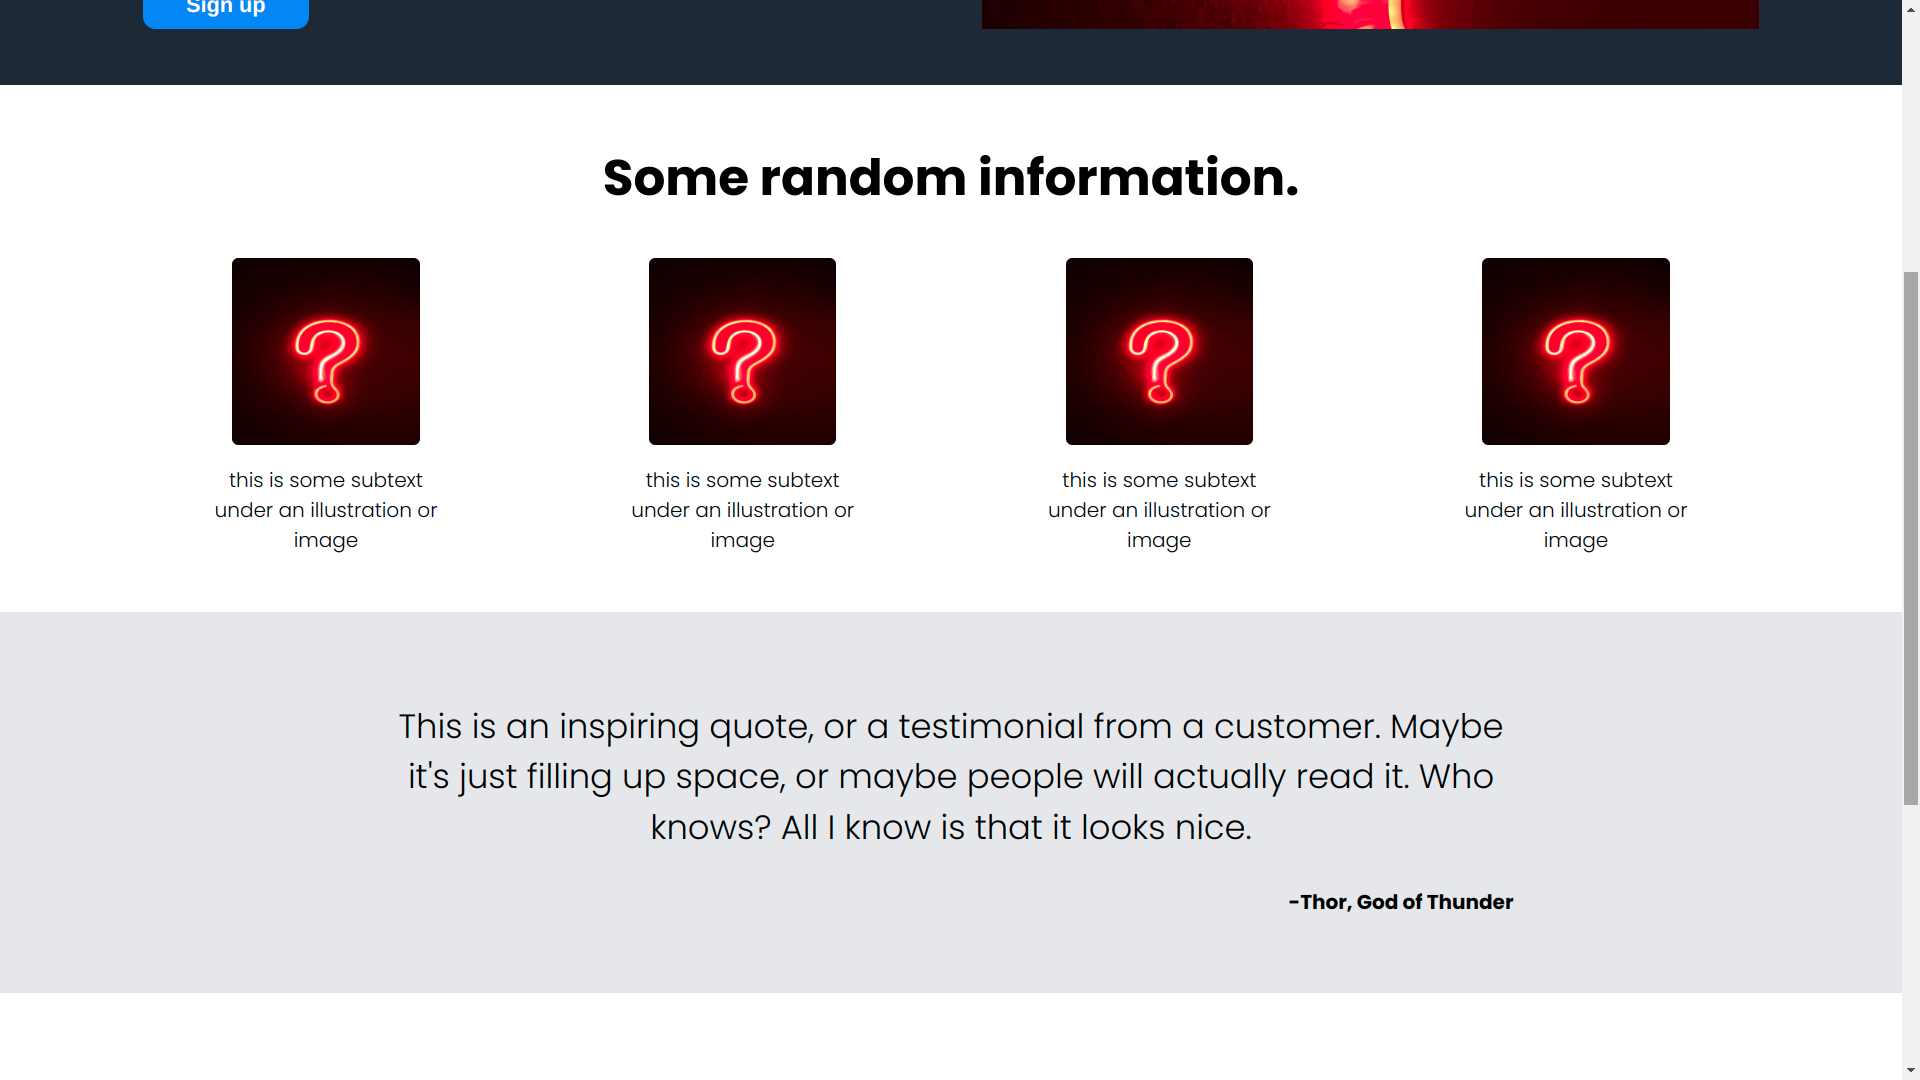 Sign up
Some random information.
this is some subtext
under an illustration or
image
this is some subtext
under an illustration or
image
this is some subtext
under an illustration or
image
this is some subtext
under an illustration or
image
This is an inspiring quote, or a testimonial from a customer. Maybe
it's just filling up space, or maybe people will actually read it. Who
knows? All I know is that it looks nice.
-Thor, God of Thunder